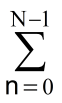 N−1
∑
n = 0